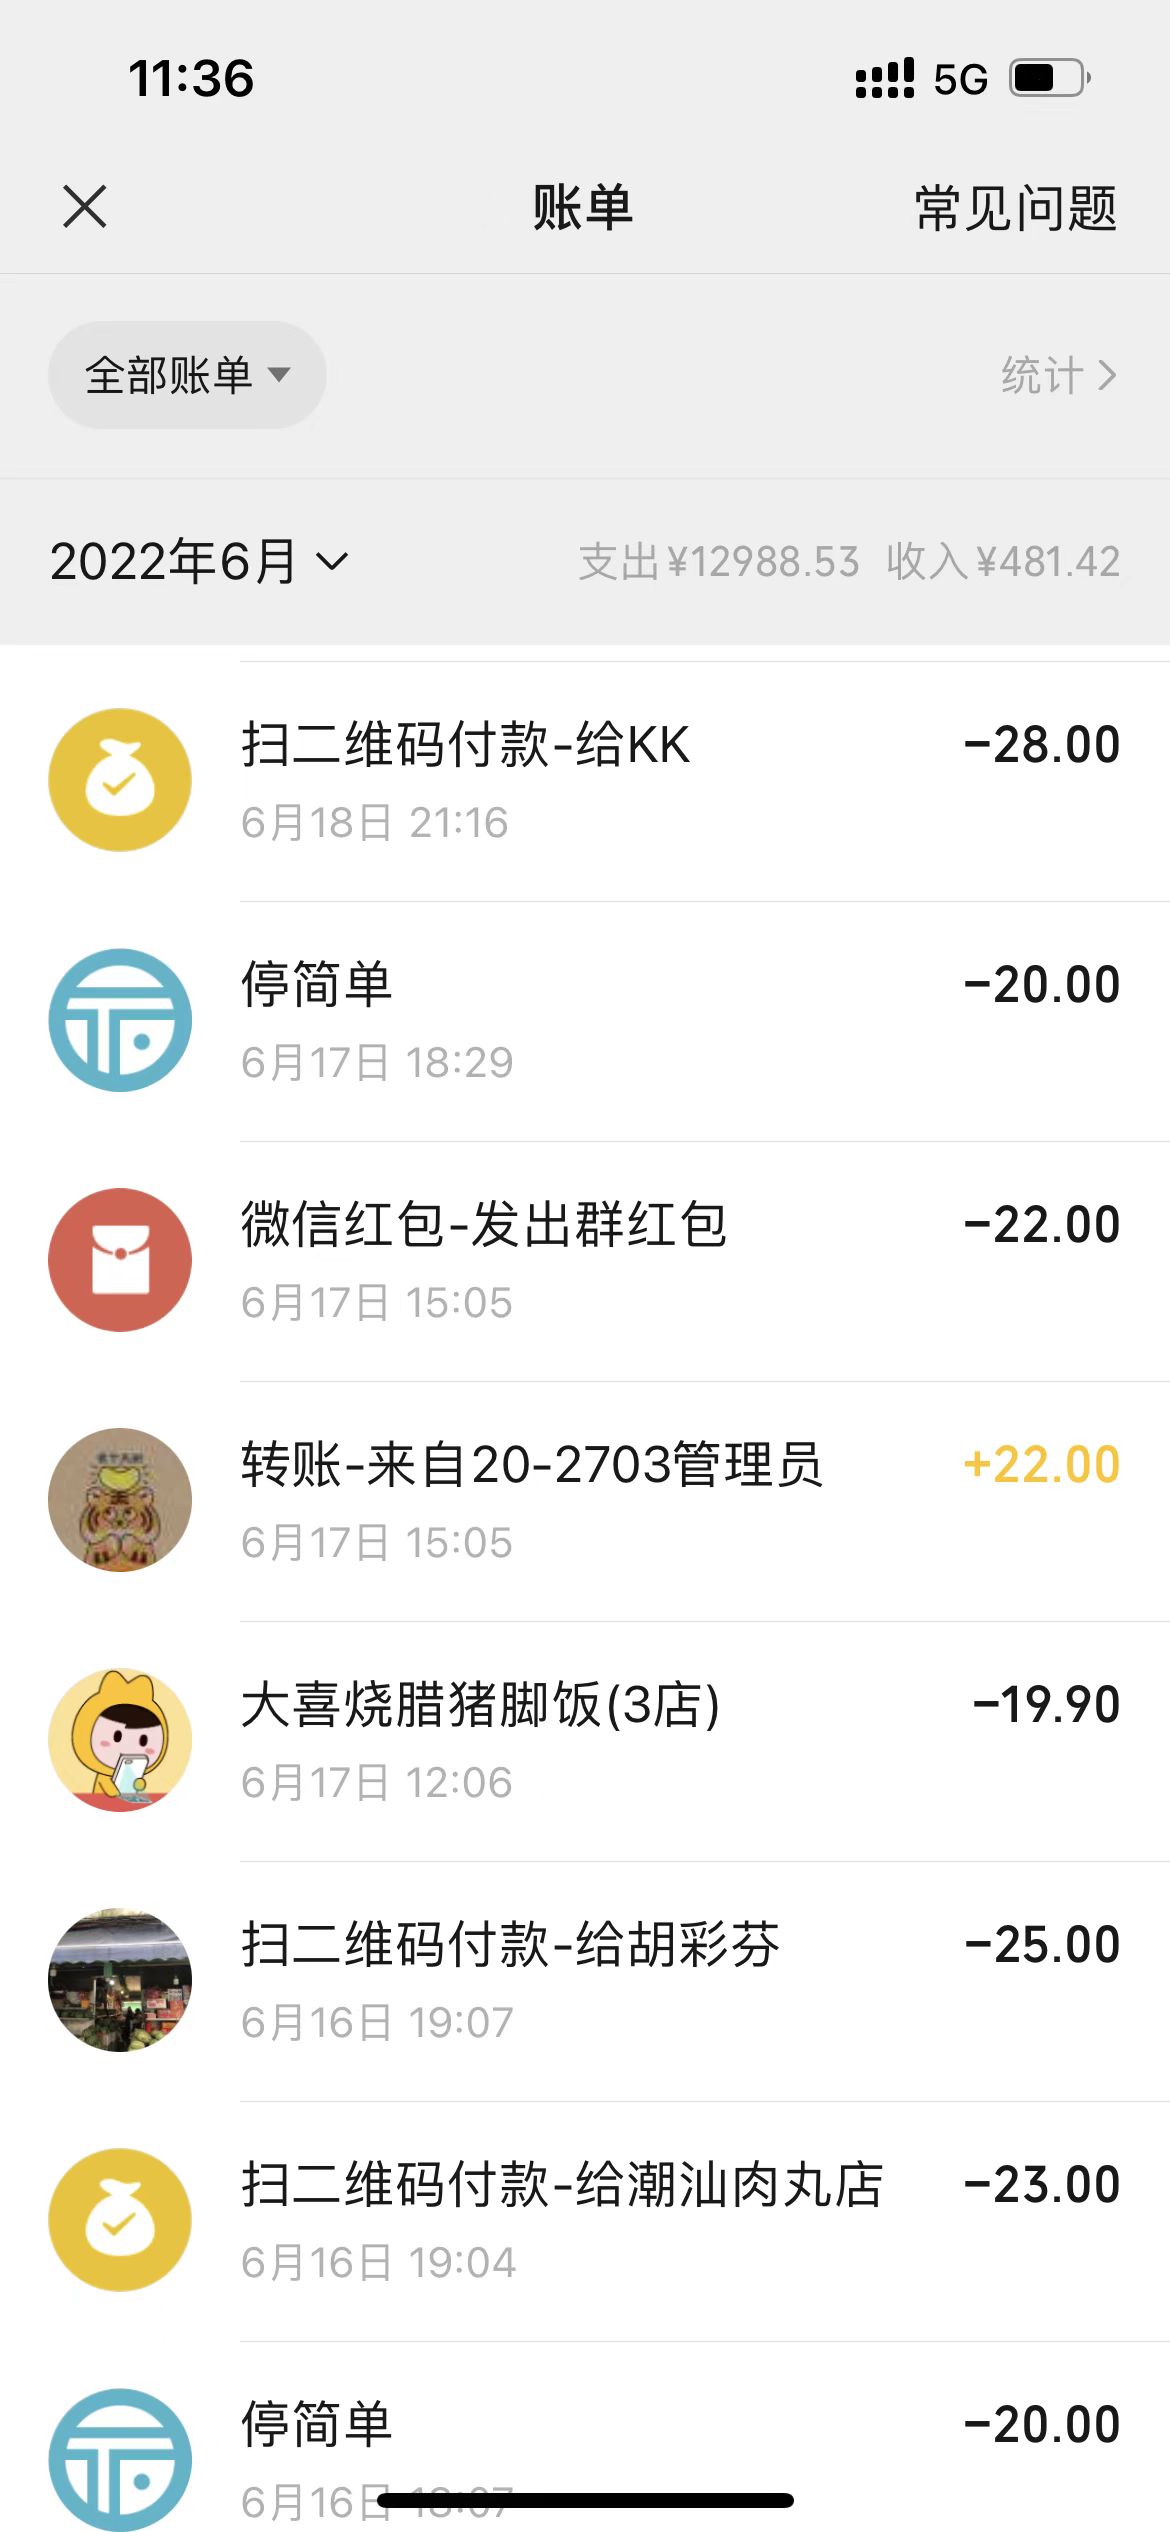 11:36
5G
账单
常见问题
全部账单
统计
2022年6月
支出¥12988.53 收入¥481.42
扫二维码付款-给KK
-28.00
6月18日 21:16
停简单
-20.00
6月17日 18:29
微信红包-发出群红包
-22.00
6月17日 15:05
转账-来自20-2703管理员
+22.00
6月17日 15:05
大喜烧腊猪脚饭(3店)
-19.90
6月17日 12:06
扫二维码付款-给胡彩芬
-25.00
6月16日 19:07
扫二维码付款-给潮汕肉丸店
-23.00
6月16日 19:04
停简单
-20.00
6月16日